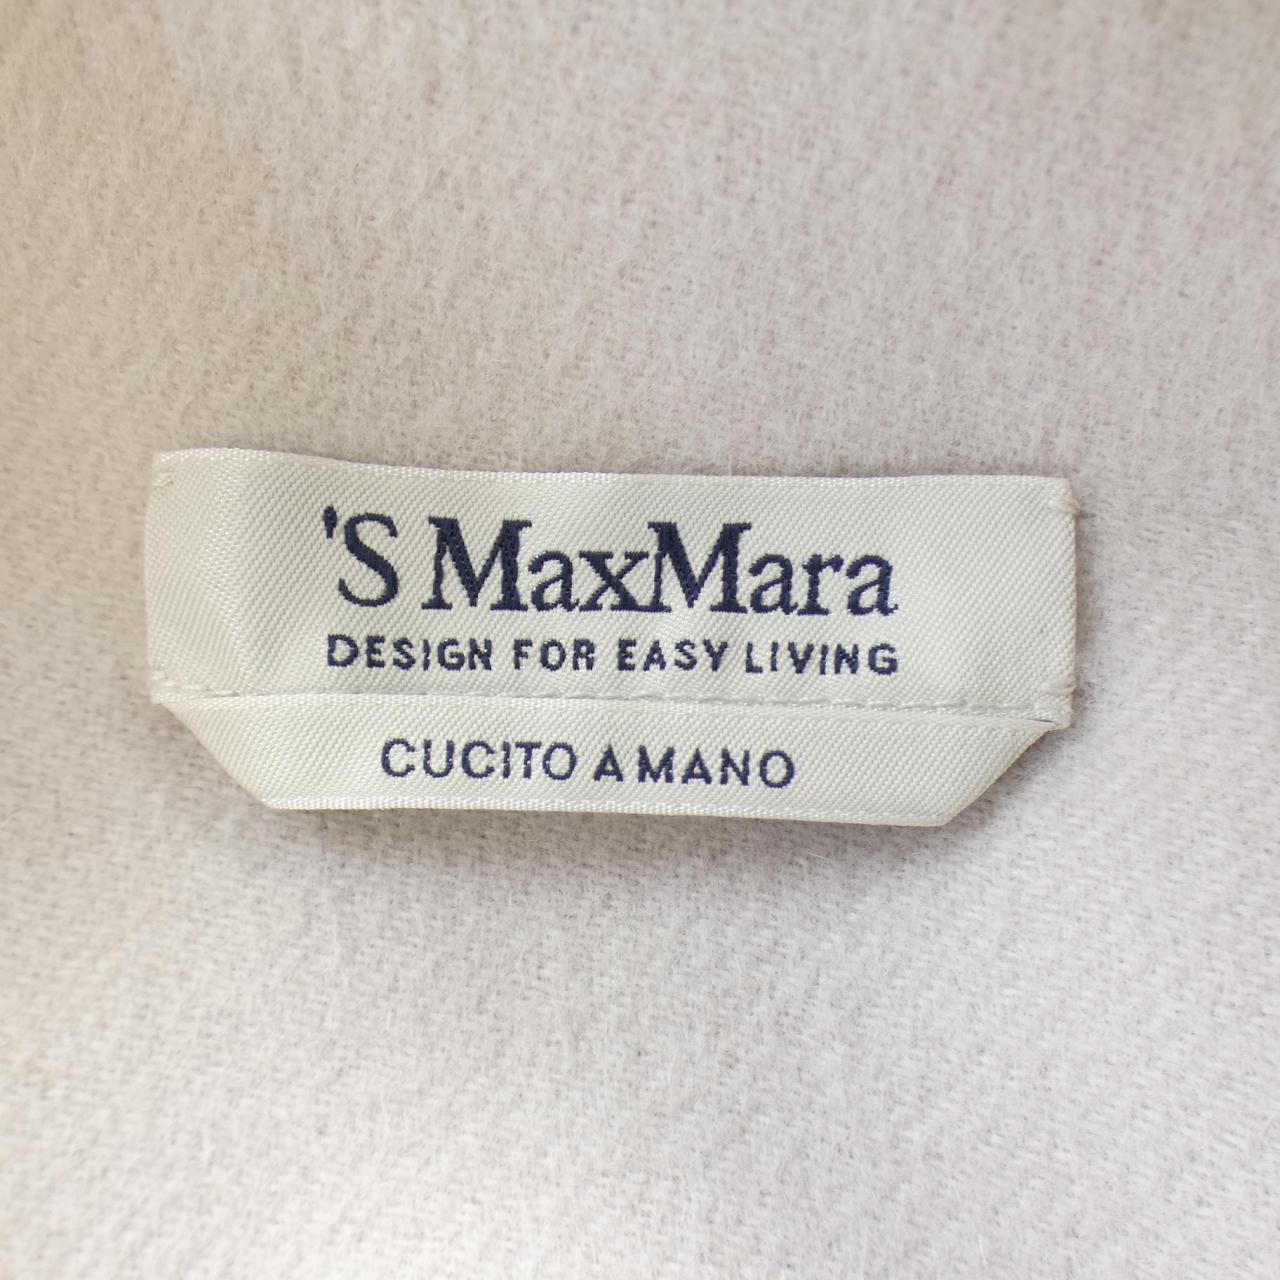 'S MaxMara
DESIGN FOR EASY LIVING
CUCITO A MANO